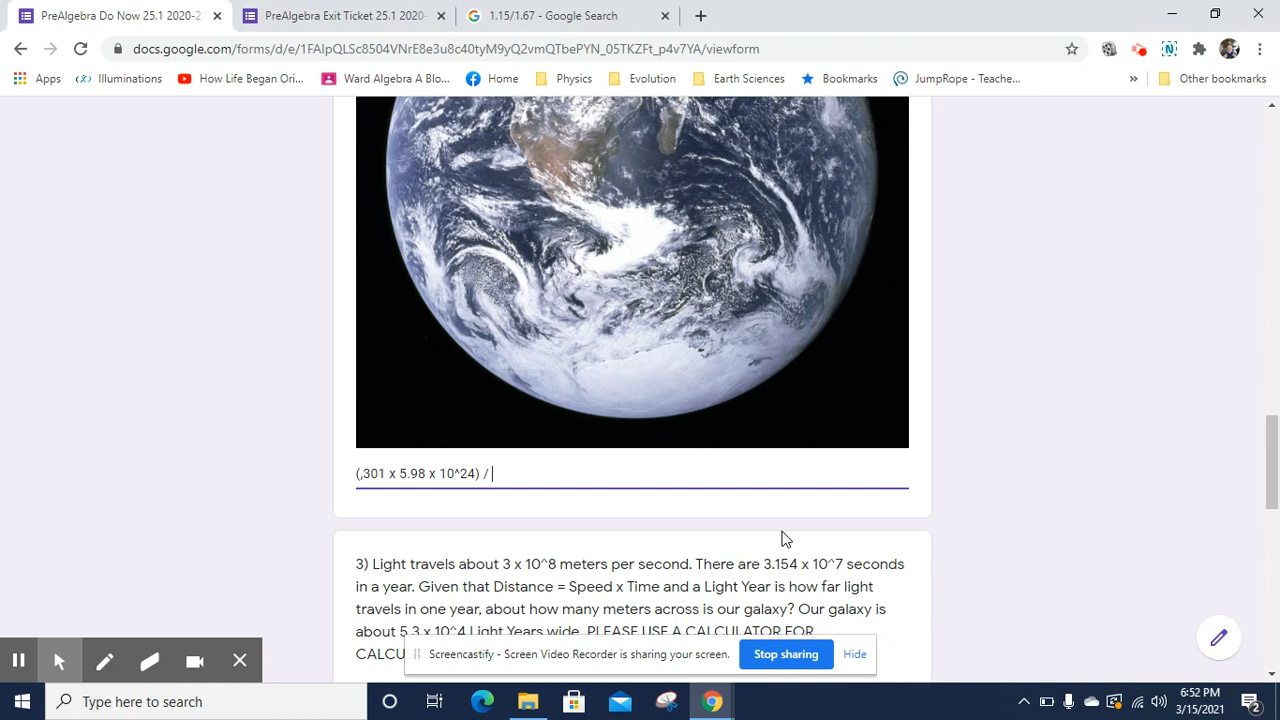 PreAlgebra Do Now 25.1 2020-2
PreAlgebra Exit Ticket 25.1 2020-
1.15/1.67 - Google Search
docs.google.com/forms/d/e/1FAIpQLSc8504VNrE8e3u8c40tyM9yQ2vmQTbePYN_05TKZFt_p4v7YA/viewform
Apps
Illuminations
How Life Began Ori...
Ward Algebra A Blo...
Home
Physics
Evolution
Earth Sciences
Bookmarks
JumpRope - Teache...
»
Other bookmarks
(,301 x 5.98 x 10^24) /
3) Light travels about 3 x 10^8 meters per second. There are 3.154 x 10^7 seconds
in a year. Given that Distance = Speed x Time and a Light Year is how far light
travels in one year, about how many meters across is our galaxy? Our galaxy is
about 5.3 x 10^4 Light Years wide. PLEASE USE A CALCULATOR FOR
CALCU
Screencastify - Screen Video Recorder is sharing your screen.
Stop sharing
Hide
Type here to search
6:52 PM
3/15/2021
2